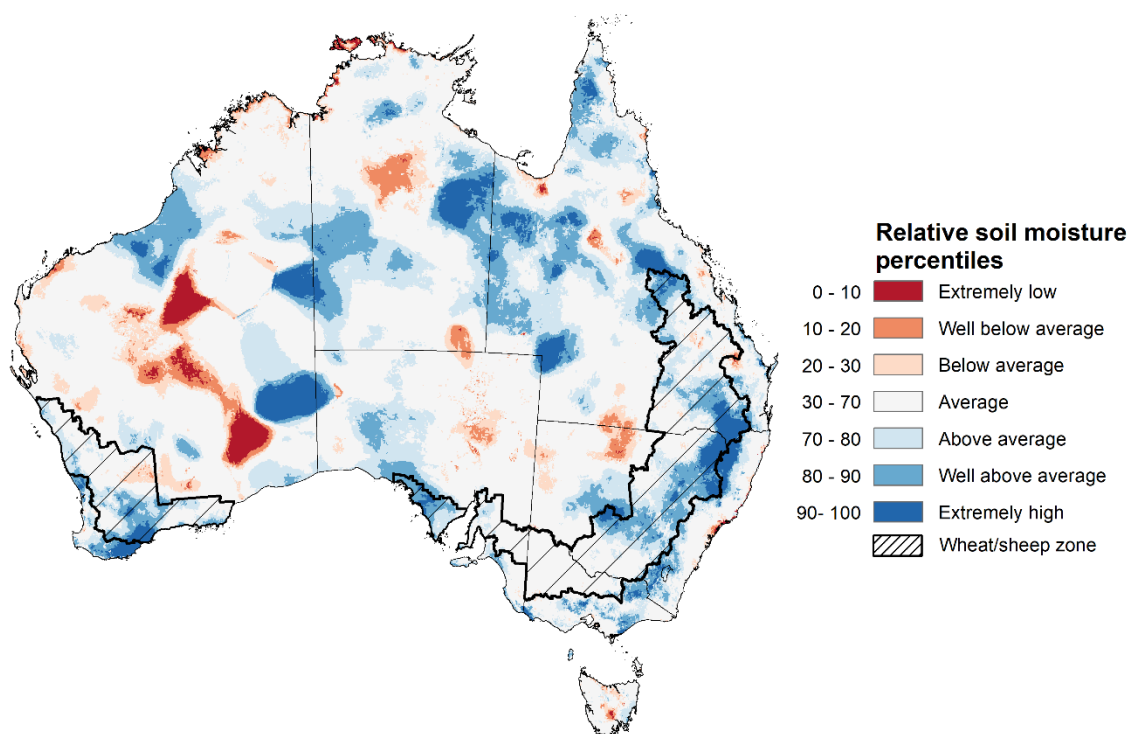 Relative soil moisture
percentiles
0 - 10 Extremely low
10 - 20 Well below average
20 - 30 Below average
30 - 70 Average
70 - 80 Above average
80 - 90 Well above average
90- 100 Extremely high
Wheat/sheep zone